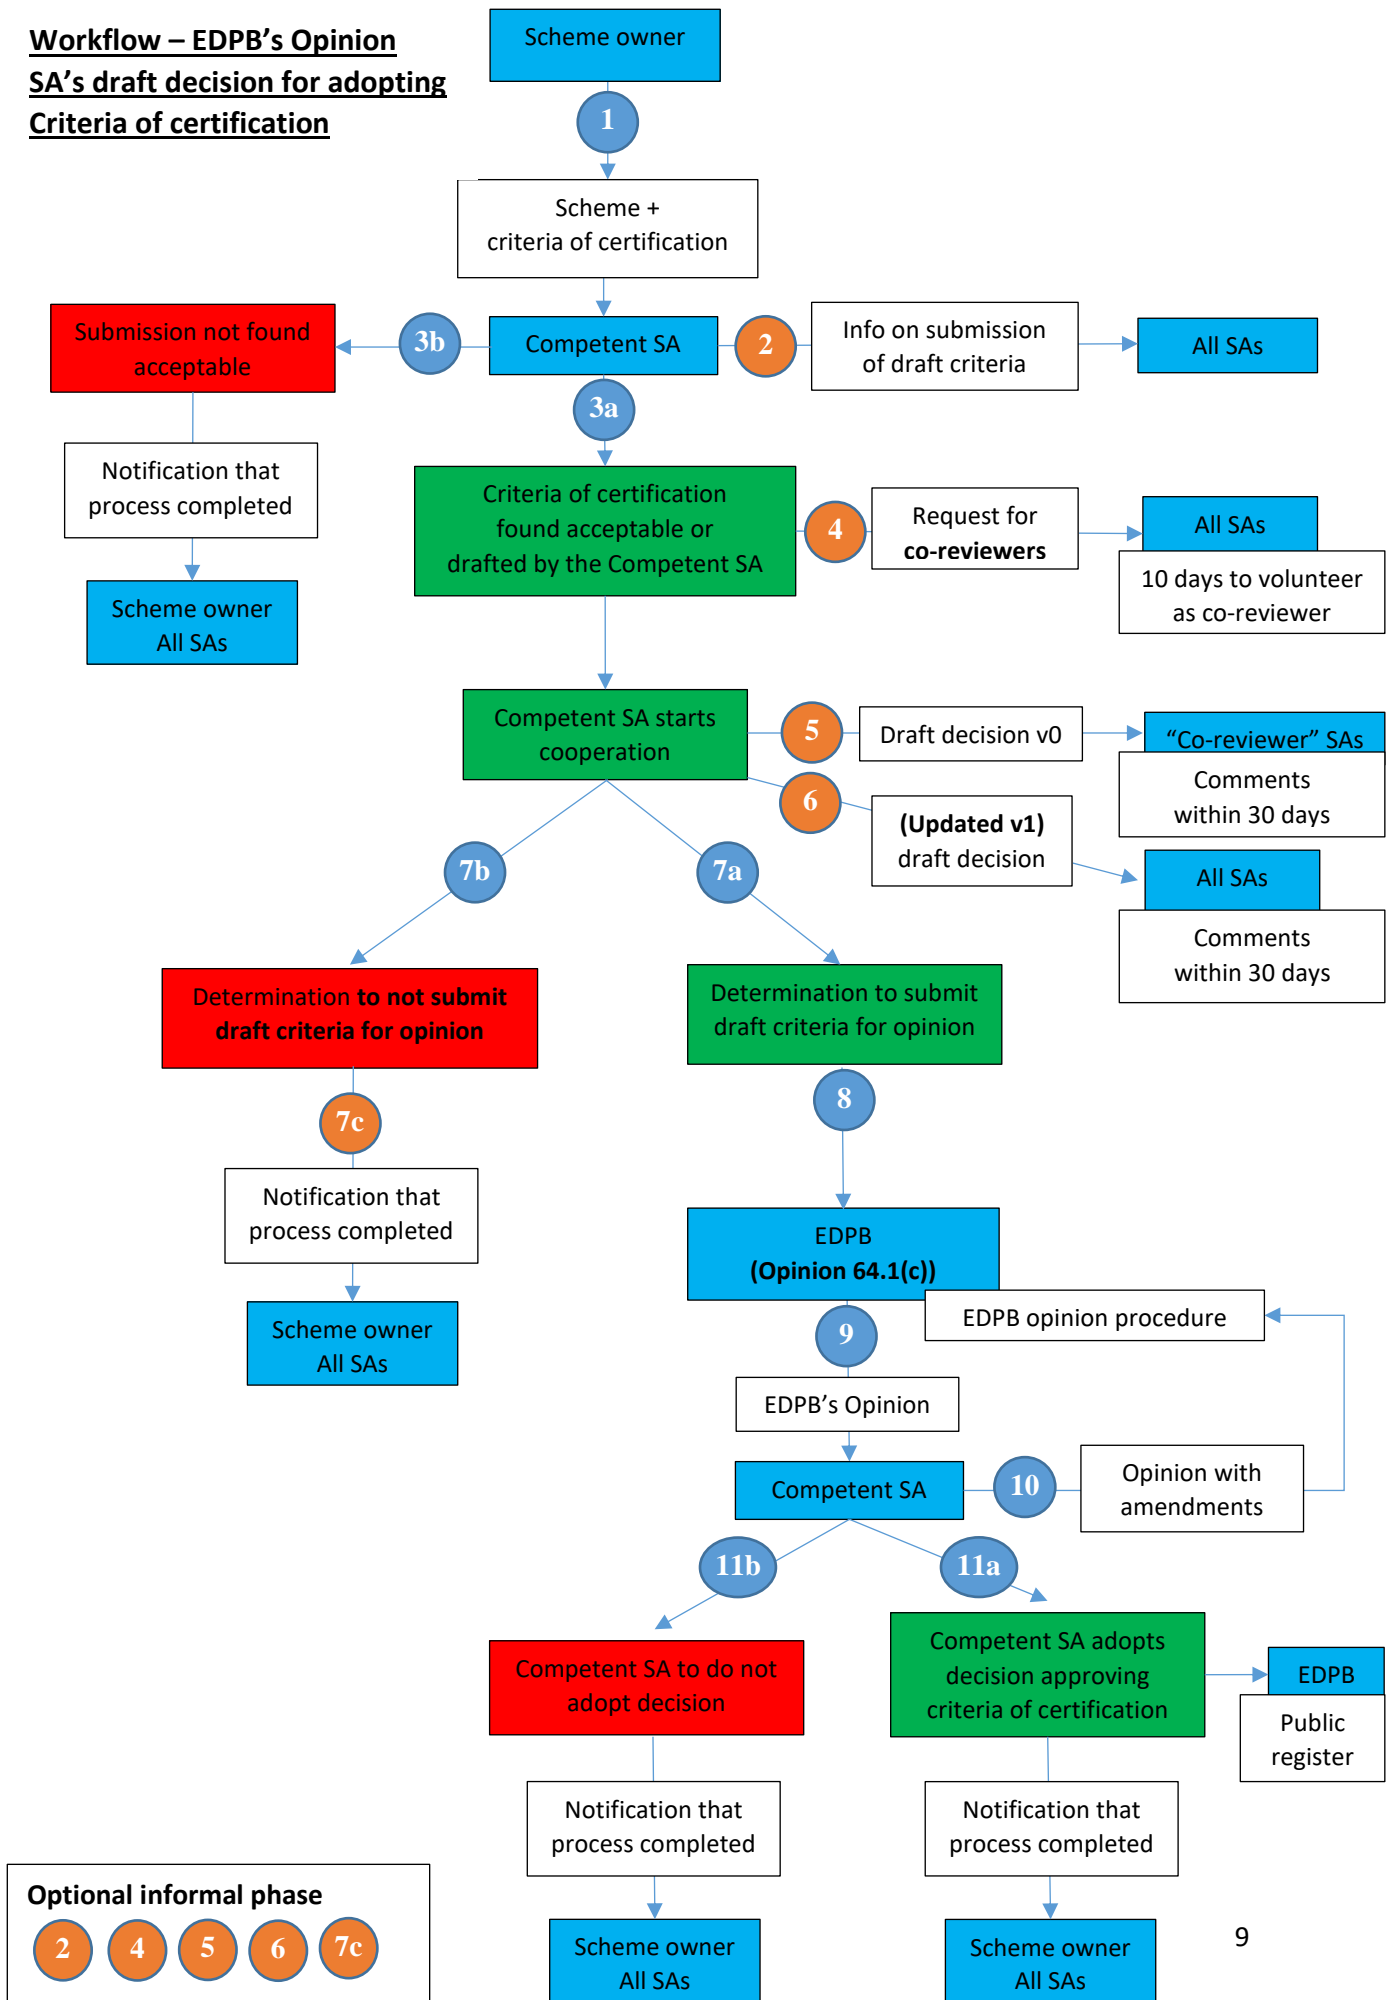 Workflow – EDPB's Opinion
SA's draft decision for adopting
Criteria of certification
Scheme owner
1
Scheme +
criteria of certification
Submission not found
acceptable
3b
Competent SA
2
Info on submission
of draft criteria
All SAs
3a
Notification that
process completed
Scheme owner
All SAs
Criteria of certification
found acceptable or
drafted by the Competent SA
4
Request for
co-reviewers
All SAs
10 days to volunteer
as co-reviewer
Competent SA starts
cooperation
5
Draft decision v0
“Co-reviewer” SAs
Comments
within 30 days
6
(Updated v1)
draft decision
All SAs
Comments
within 30 days
7b
7a
Determination to not submit
draft criteria for opinion
Determination to submit
draft criteria for opinion
7c
8
Notification that
process completed
Scheme owner
All SAs
EDPB
(Opinion 64.1(c))
EDPB opinion procedure
9
EDPB's Opinion
Competent SA
10
Opinion with
amendments
11b
11a
Competent SA to do not
adopt decision
Competent SA adopts
decision approving
criteria of certification
EDPB
Public
register
Notification that
process completed
Notification that
process completed
Scheme owner
All SAs
Scheme owner
All SAs
Optional informal phase
2 4 5 6 7c
9